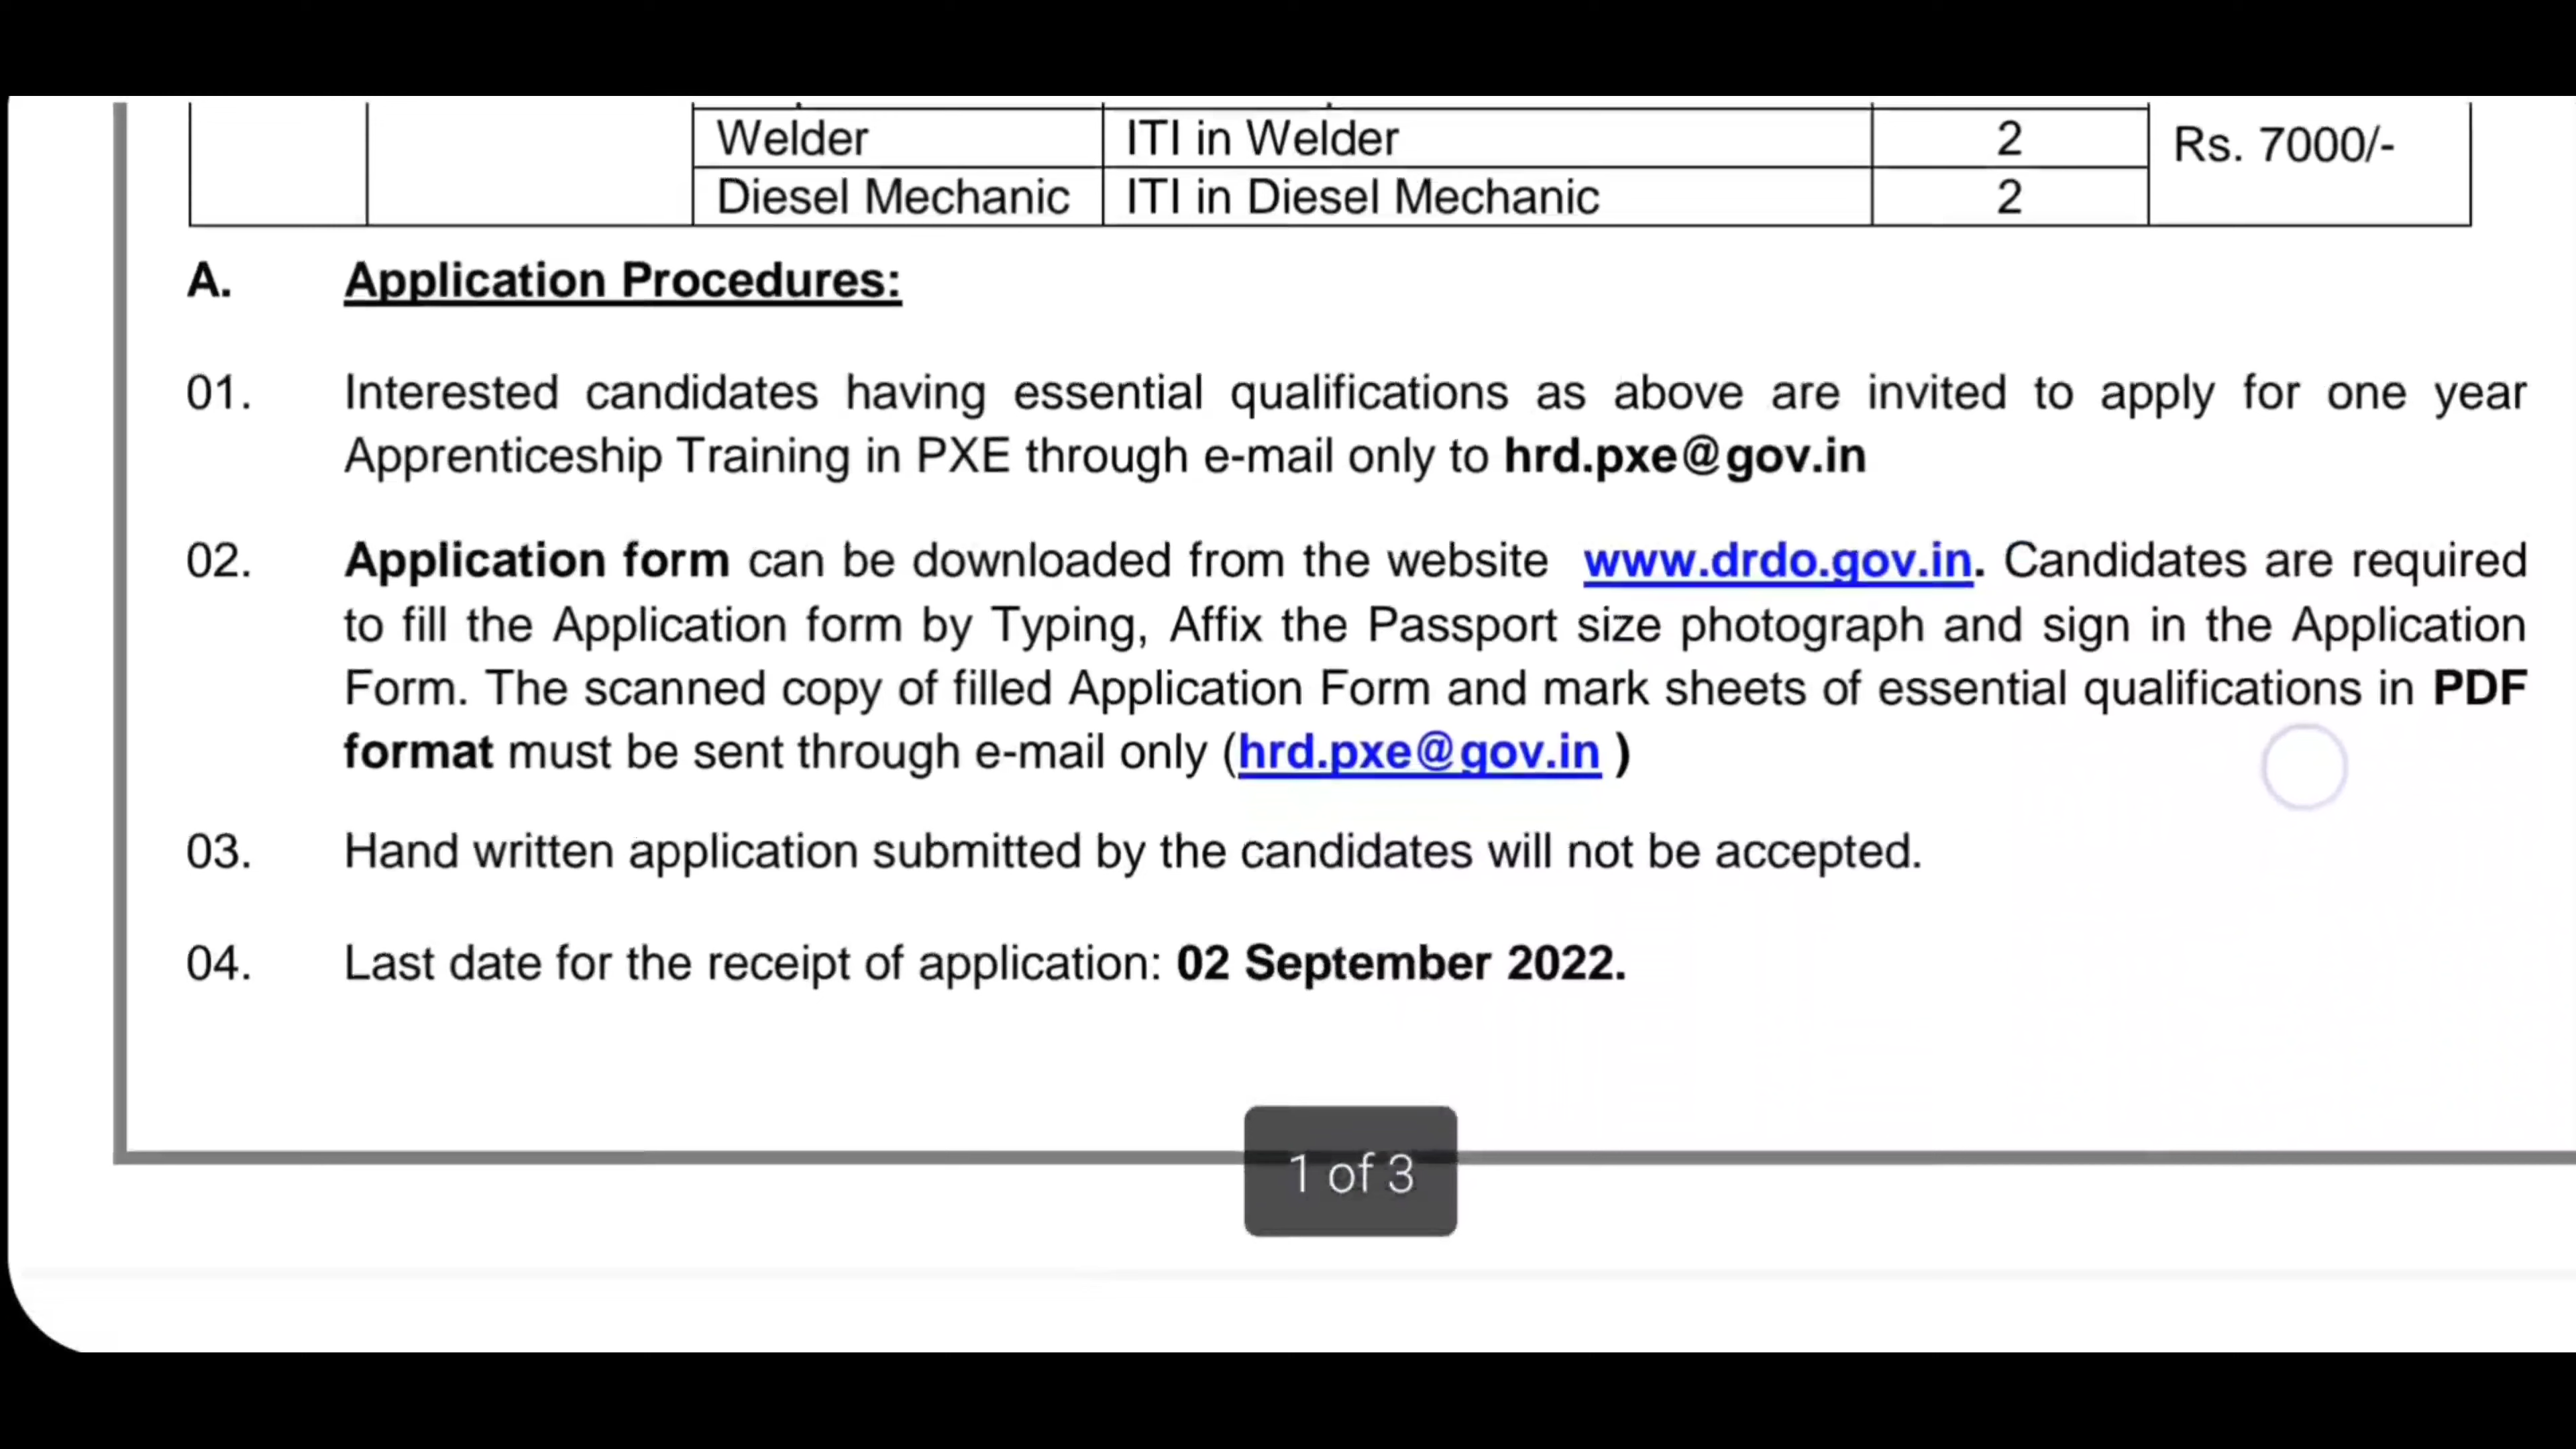 Welder ITI in Welder 2 Rs. 7000/-
Diesel Mechanic ITI in Diesel Mechanic 2
A. Application Procedures:
01. Interested candidates having essential qualifications as above are invited to apply for one year
Apprenticeship Training in PXE through e-mail only to hrd.pxe@gov.in
02. Application form can be downloaded from the website www.drdo.gov.in. Candidates are required
to fill the Application form by Typing, Affix the Passport size photograph and sign in the Application
Form. The scanned copy of filled Application Form and mark sheets of essential qualifications in PDF
format must be sent through e-mail only (hrd.pxe@gov.in )
03. Hand written application submitted by the candidates will not be accepted.
04. Last date for the receipt of application: 02 September 2022.
1 of 3